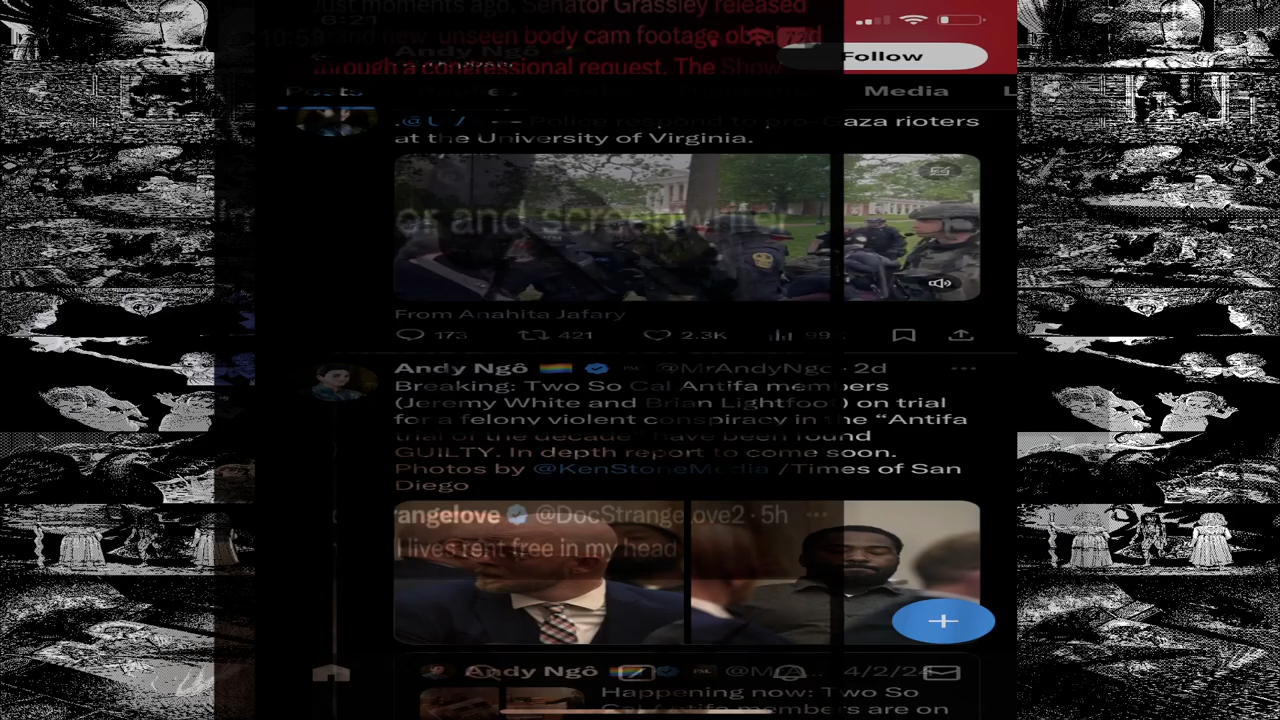 Just moments ago, Senator Grassley released
6:21
unseen body cam footage obtained
Andy Ngô
Follow
through a congressional request. The Show
Posts
Media
L
Police respond to pro-Gaza rioters
at the University of Virginia.
or and screenwriter
From Anahita Jafary
173 421 2.3K 99
Andy Ngô @MrAndyNgo · 2d
Breaking: Two So Cal Antifa members
(Jeremy White and Brian Lightfoot) on trial
for a felony violent conspiracy in the “Antifa
trial of the decade” have been found
GUILTY. In depth report to come soon.
Photos by @KenStoneMedia /Times of San
Diego
angelove @DocStrangelove2 · 5h
lives rent free in my head
Andy Ngô @M 4/2/24
Happening now: Two So
Cal Antifa members are on